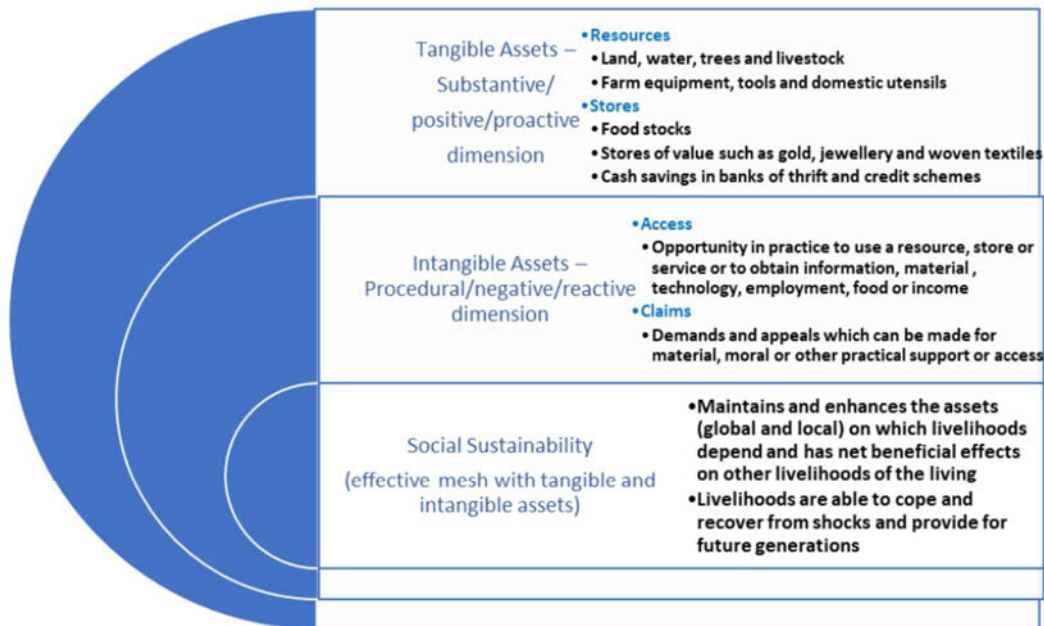 Tangible Assets –
Substantive/
positive/proactive
dimension
•Resources
•Land, water, trees and livestock
•Farm equipment, tools and domestic utensils
•Stores
•Food stocks
•Stores of value such as gold, jewellery and woven textiles
•Cash savings in banks of thrift and credit schemes
Intangible Assets –
Procedural/negative/reactive
dimension
•Access
•Opportunity in practice to use a resource, store or
service or to obtain information, material ,
technology, employment, food or income
•Claims
•Demands and appeals which can be made for
material, moral or other practical support or access
Social Sustainability
(effective mesh with tangible and
intangible assets)
•Maintains and enhances the assets
(global and local) on which livelihoods
depend and has net beneficial effects
on other livelihoods of the living
•Livelihoods are able to cope and
recover from shocks and provide for
future generations